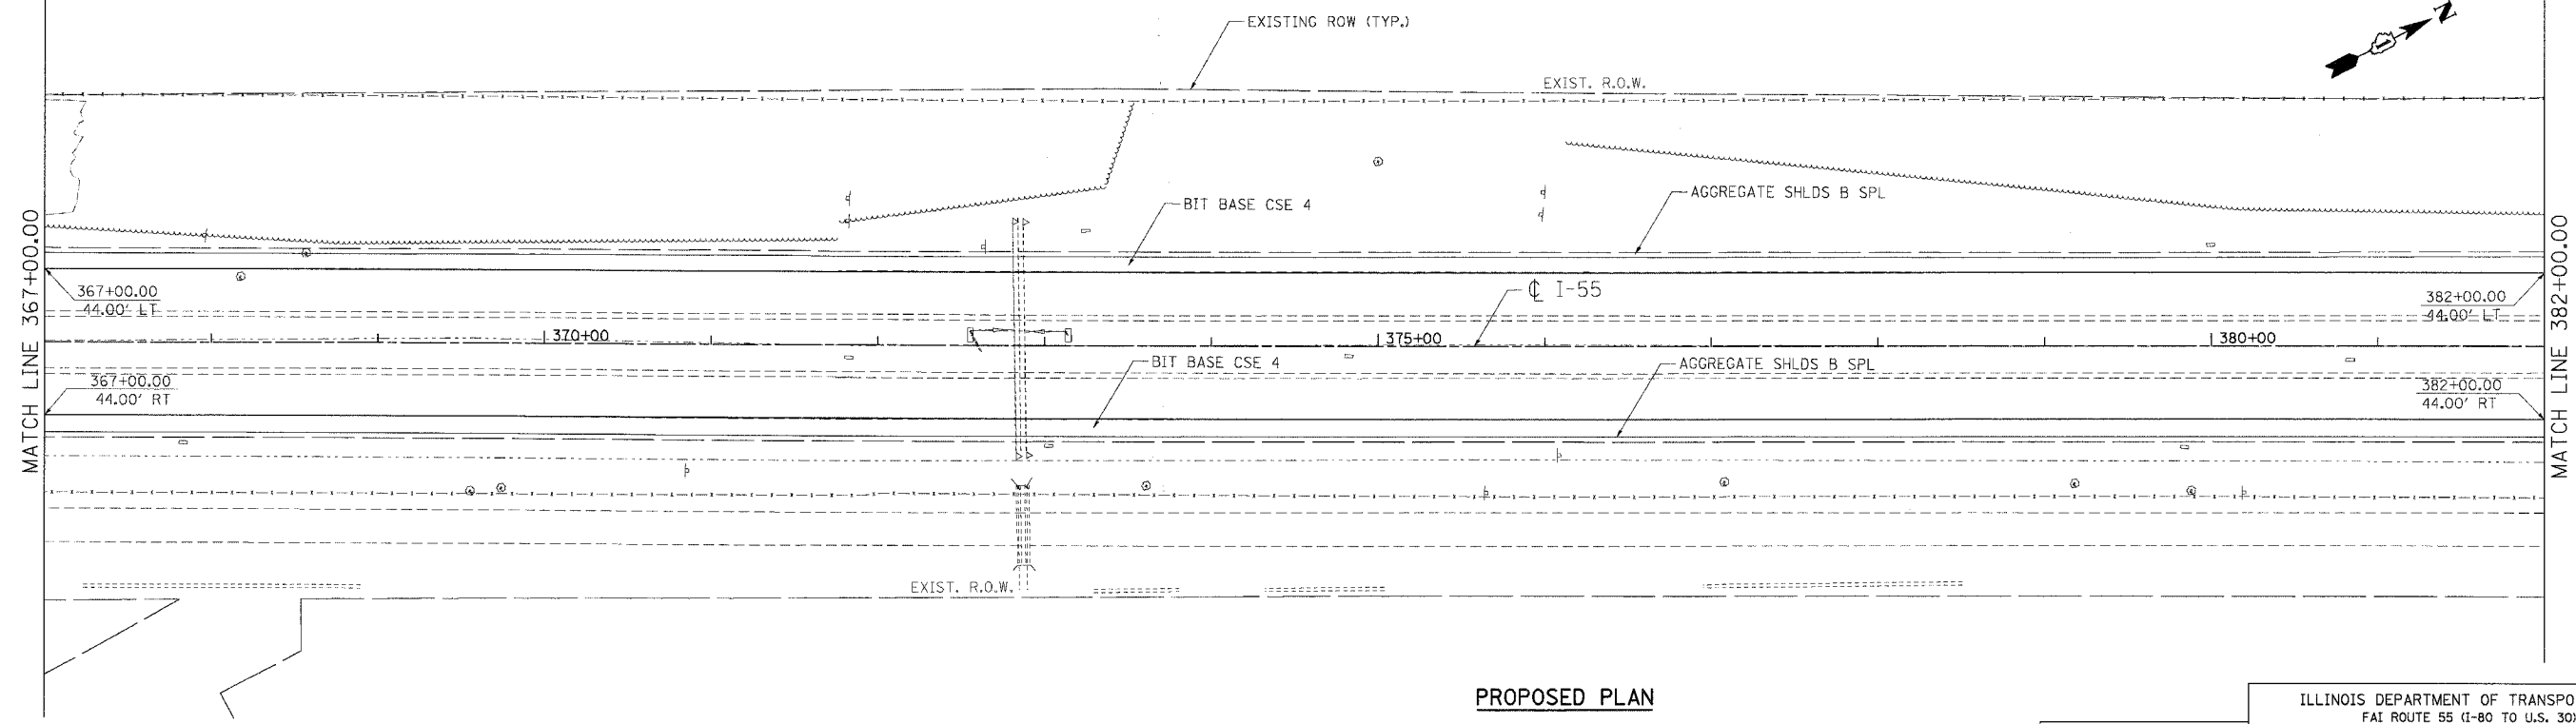 EXISTING ROW (TYP.)
N
EXIST. R.O.W.
AGGREGATE SHLDS B SPL
BIT BASE CSE 4
MATCH LINE 367+00.00
MATCH LINE 382+00.00
367+00.00
44.00' LT
℄ I-55
382+00.00
44.00' LT
370+00
375+00
380+00
BIT BASE CSE 4
AGGREGATE SHLDS B SPL
367+00.00
44.00' RT
382+00.00
44.00' RT
EXIST. R.O.W.
PROPOSED PLAN
ILLINOIS DEPARTMENT OF TRANSPO
FAI ROUTE 55 (I-80 TO U.S. 30)